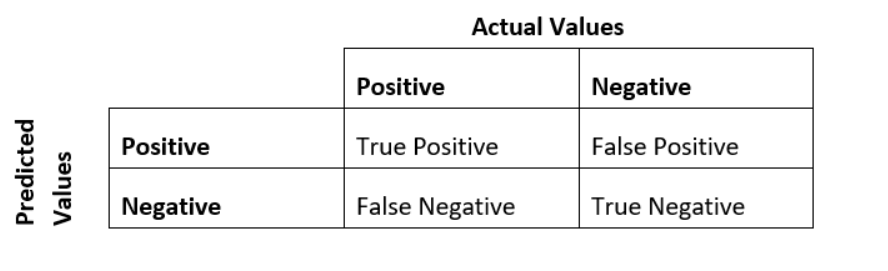 Actual Values
Positive Negative
Predicted
Values
Positive True Positive False Positive
Negative False Negative True Negative